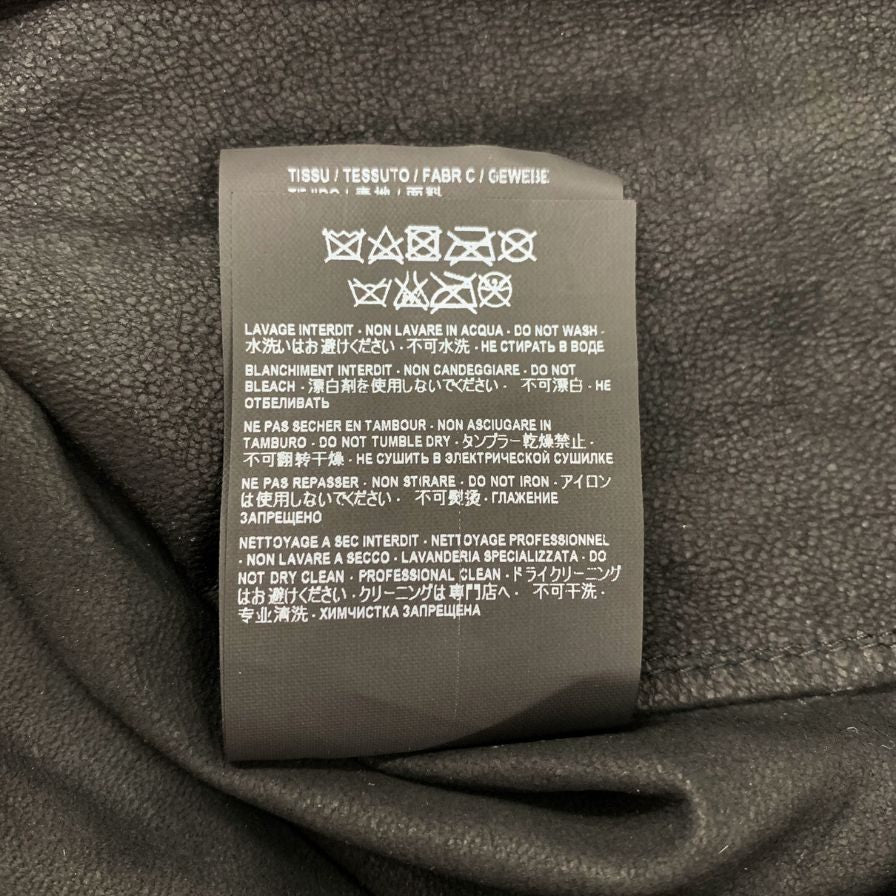 TISSU / TESSUTO / FABR C / GEWEBE
LAVAGE INTERDIT - NON LAVARE IN ACQUA - DO NOT WASH -
水洗いはお避けください - 不可水洗 - НЕ СТИРАТЬ В ВОДЕ
BLANCHIMENT INTERDIT - NON CANDEGGIARE - DO NOT
BLEACH - 漂白剤を使用しないでください - 不可漂白 - НЕ
ОТБЕЛИВАТЬ
NE PAS SECHER EN TAMBOUR - NON ASCIUGARE IN
TAMBURO - DO NOT TUMBLE DRY - タンブラー乾燥禁止 -
不可翻转干燥 - НЕ СУШИТЬ В ЭЛЕКТРИЧЕСКОЙ СУШИЛКЕ
NE PAS REPASSER - NON STIRARE - DO NOT IRON - アイロン
は使用しないでください - 不可熨烫 - ГЛАЖЕНИЕ
ЗАПРЕЩЕНО
NETTOYAGE A SEC INTERDIT - NETTOYAGE PROFESSIONNEL
- NON LAVARE A SECCO - LAVANDERIA SPECIALIZZATA - DO
NOT DRY CLEAN - PROFESSIONAL CLEAN - ドライクリーニング
はお避けください - クリーニングは専門店へ - 不可干洗 -
专业清洗 - ХИМЧИСТКА ЗАПРЕЩЕНА